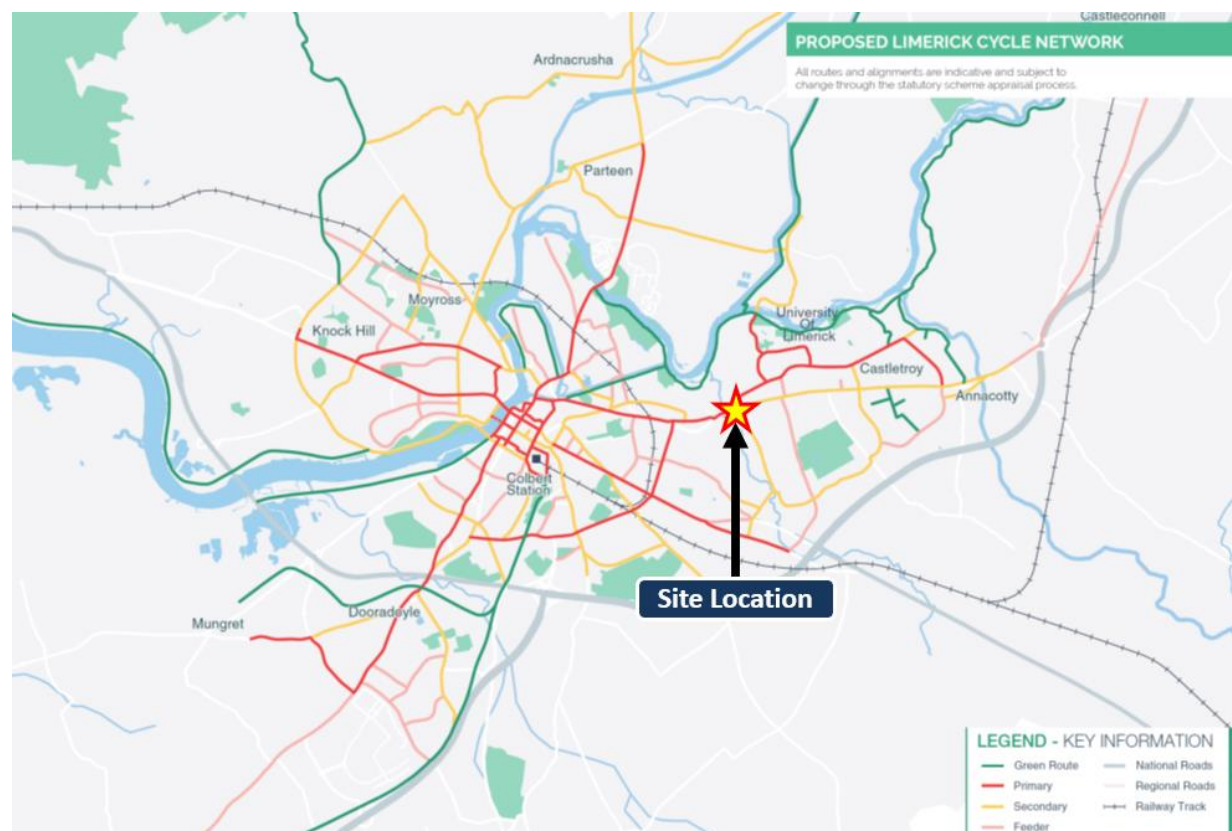 Castleconnell
PROPOSED LIMERICK CYCLE NETWORK
All routes and alignments are indicative and subject to
change through the statutory scheme appraisal process.
Ardnacrusha
Parteen
Moyross
Knock Hill
University
Of
Limerick
Castletroy
Annacotty
Colbert
Station
Site Location
Dooradoyle
Mungret
LEGEND - KEY INFORMATION
Green Route
National Roads
Primary
Regional Roads
Secondary
Railway Track
Feeder